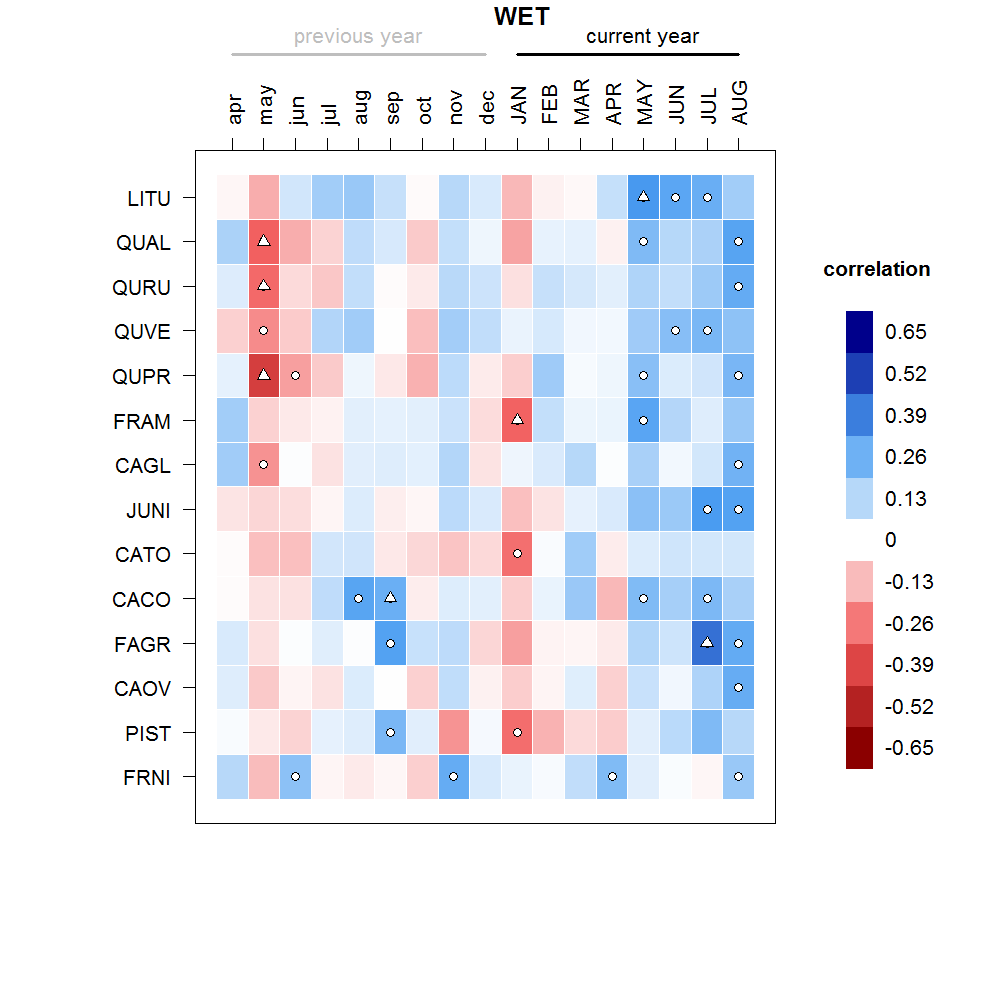 WET
previous year current year
apr may jun jul aug sep oct nov dec JAN FEB MAR APR MAY JUN JUL AUG
LITU
QUAL
QURU
QUVE
QUPR
FRAM
CAGL
JUNI
CATO
CACO
FAGR
CAOV
PIST
FRNI
correlation
0.65
0.52
0.39
0.26
0.13
0
-0.13
-0.26
-0.39
-0.52
-0.65